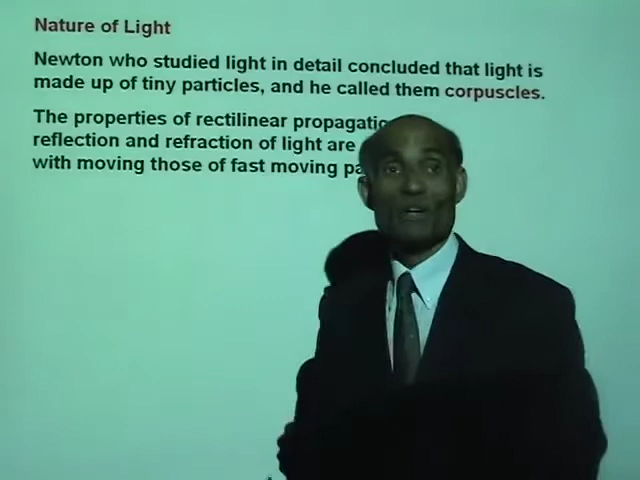 Nature of Light
Newton who studied light in detail concluded that light is
made up of tiny particles, and he called them corpuscles.
The properties of rectilinear propagatio
reflection and refraction of light are
with moving those of fast moving pa